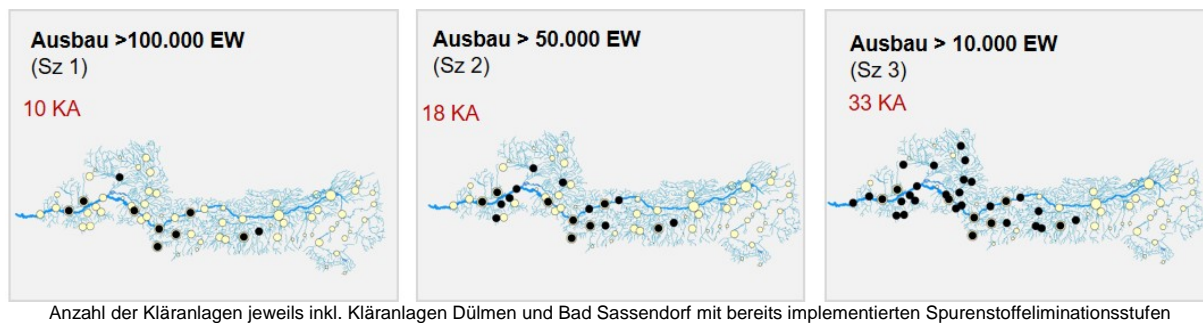 Ausbau >100.000 EW
(Sz 1)
10 KA
Ausbau > 50.000 EW
(Sz 2)
18 KA
Ausbau > 10.000 EW
(Sz 3)
33 KA
Anzahl der Kläranlagen jeweils inkl. Kläranlagen Dülmen und Bad Sassendorf mit bereits implementierten Spurenstoffeliminationsstufen